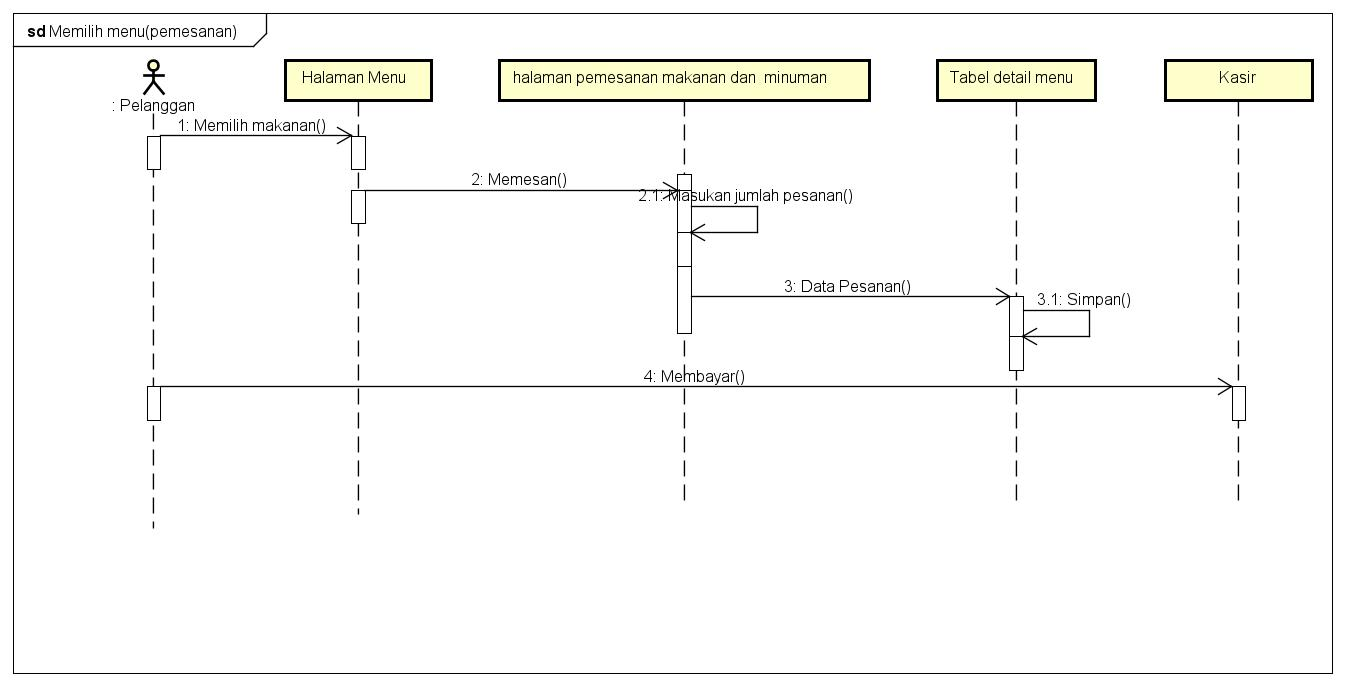 sd Memilih menu(pemesanan)
: Pelanggan
Halaman Menu
halaman pemesanan makanan dan  minuman
Tabel detail menu
Kasir
1: Memilih makanan()
2: Memesan()
2.1: Masukan jumlah pesanan()
3: Data Pesanan()
3.1: Simpan()
4: Membayar()